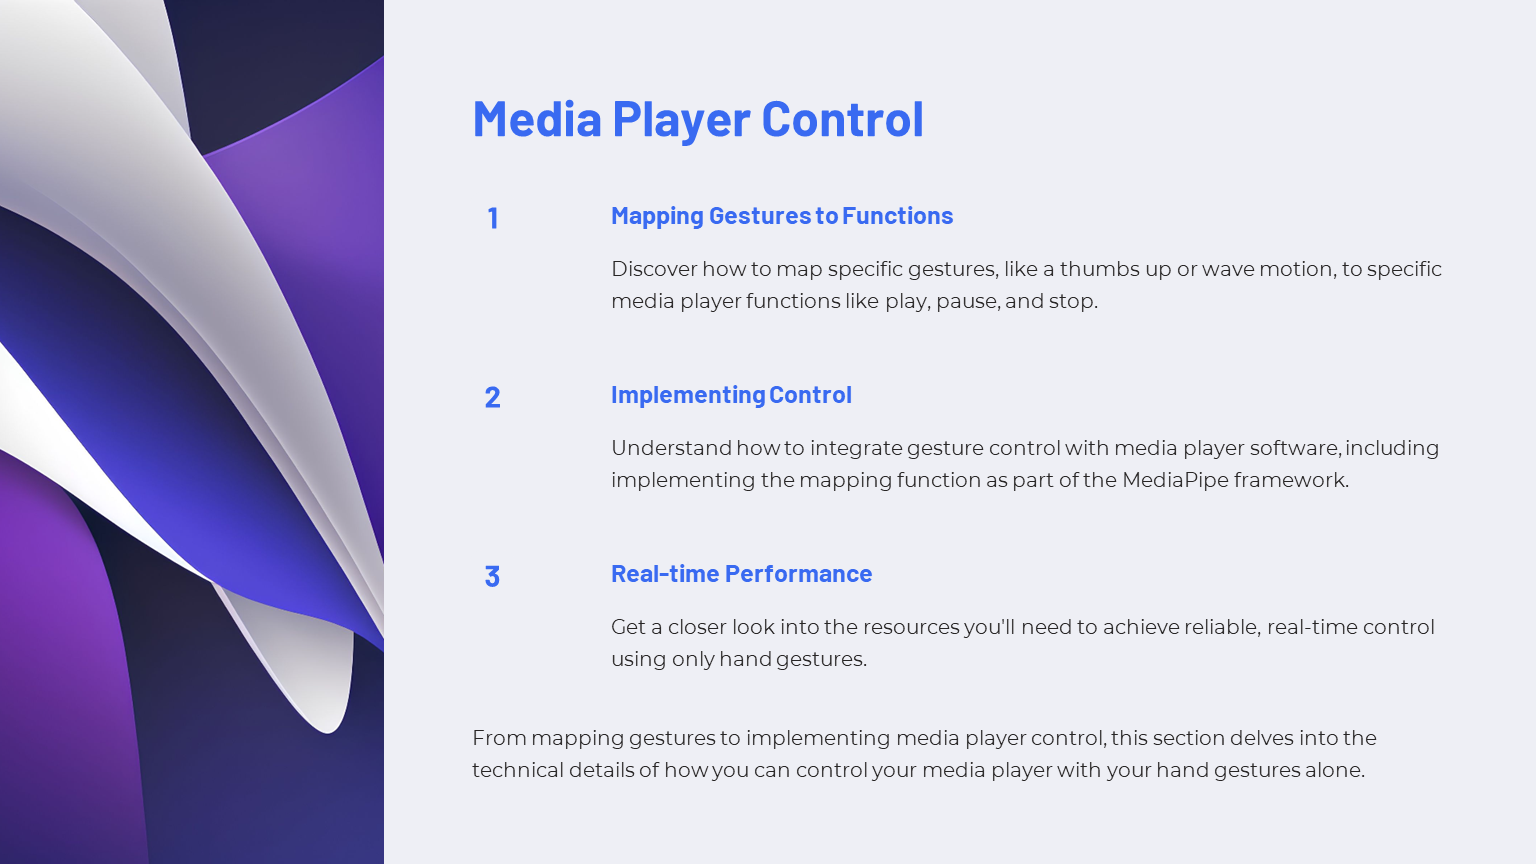 Media Player Control
1
Mapping Gestures to Functions
Discover how to map specific gestures, like a thumbs up or wave motion, to specific
media player functions like play, pause, and stop.
2
Implementing Control
Understand how to integrate gesture control with media player software, including
implementing the mapping function as part of the MediaPipe framework.
3
Real-time Performance
Get a closer look into the resources you'll need to achieve reliable, real-time control
using only hand gestures.
From mapping gestures to implementing media player control, this section delves into the
technical details of how you can control your media player with your hand gestures alone.